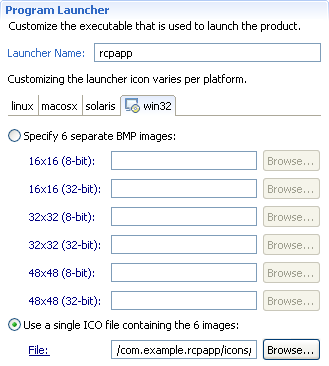 Program Launcher
Customize the executable that is used to launch the product.
Launcher Name: rcpapp
Customizing the launcher icon varies per platform.
linux macosx solaris win32
Specify 6 separate BMP images:
16x16 (8-bit): Browse...
16x16 (32-bit): Browse...
32x32 (8-bit): Browse...
32x32 (32-bit): Browse...
48x48 (8-bit): Browse...
48x48 (32-bit): Browse...
Use a single ICO file containing the 6 images:
File: /com.example.rcpapp/icons/ Browse...